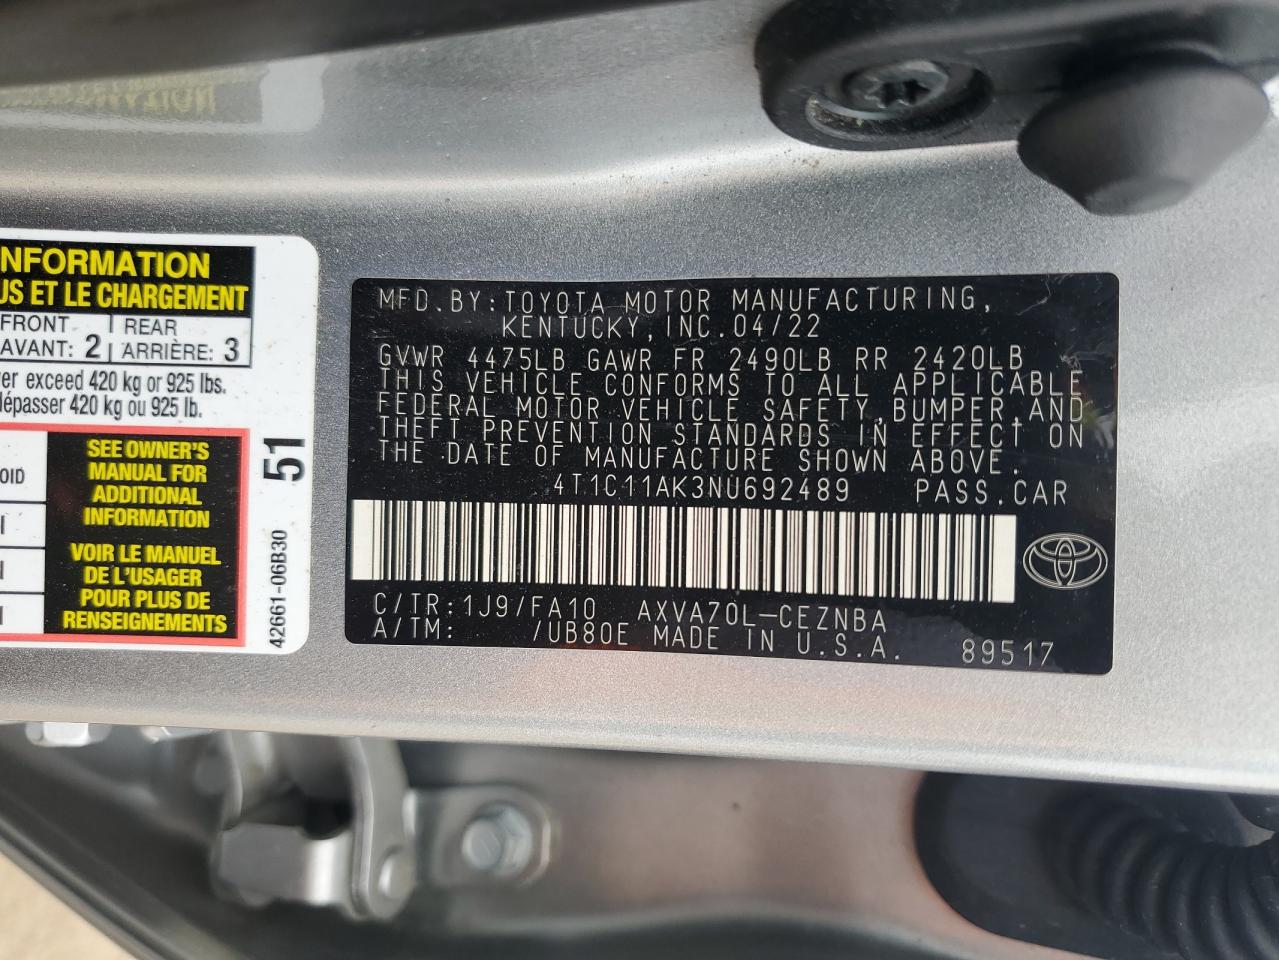 NFORMATION
US ET LE CHARGEMENT
FRONT REAR
AVANT: 2 ARRIÈRE: 3
er exceed 420 kg or 925 lbs.
dépasser 420 kg ou 925 lb.
OID
SEE OWNER'S
MANUAL FOR
ADDITIONAL
INFORMATION
VOIR LE MANUEL
DE L'USAGER
POUR PLUS DE
RENSEIGNEMENTS
51
42661-06B30
MFD.BY:TOYOTA MOTOR MANUFACTURING,
KENTUCKY,INC.04/22
GVWR 4475LB GAWR FR 2490LB RR 2420LB
THIS VEHICLE CONFORMS TO ALL APPLICABLE
FEDERAL MOTOR VEHICLE SAFETY,BUMPER,AND
THEFT PREVENTION STANDARDS IN EFFECT ON
THE DATE OF MANUFACTURE SHOWN ABOVE.
4T1C11AK3NU692489 PASS.CAR
C/TR:1J9/FA10 AXVA70L-CEZNBA
A/TM: /UB80E MADE IN U.S.A. 89517